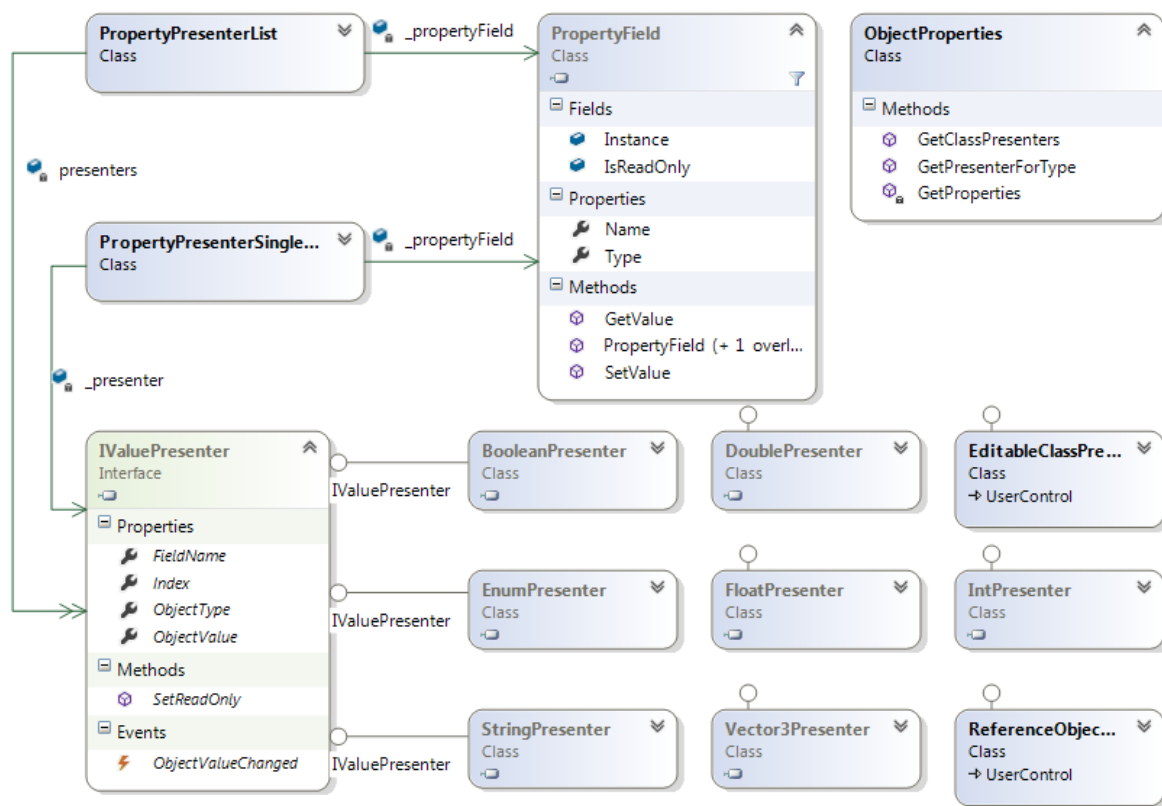 PropertyPresenterList
Class
_propertyField
PropertyField
Class
Fields
Instance
IsReadOnly
Properties
Name
Type
Methods
GetValue
PropertyField (+ 1 overl...
SetValue
ObjectProperties
Class
Methods
GetClassPresenters
GetPresenterForType
GetProperties
presenters
PropertyPresenterSingle...
Class
_propertyField
_presenter
IValuePresenter
Interface
Properties
FieldName
Index
ObjectType
ObjectValue
Methods
SetReadOnly
Events
ObjectValueChanged
IValuePresenter
BooleanPresenter
Class
DoublePresenter
Class
EditableClassPre...
Class
UserControl
IValuePresenter
EnumPresenter
Class
FloatPresenter
Class
IntPresenter
Class
IValuePresenter
StringPresenter
Class
Vector3Presenter
Class
ReferenceObjec...
Class
UserControl